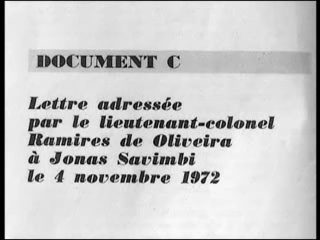 DOCUMENT C
Lettre adressée
par le lieutenant-colonel
Ramires de Oliveira
à Jonas Savimbi
le 4 novembre 1972